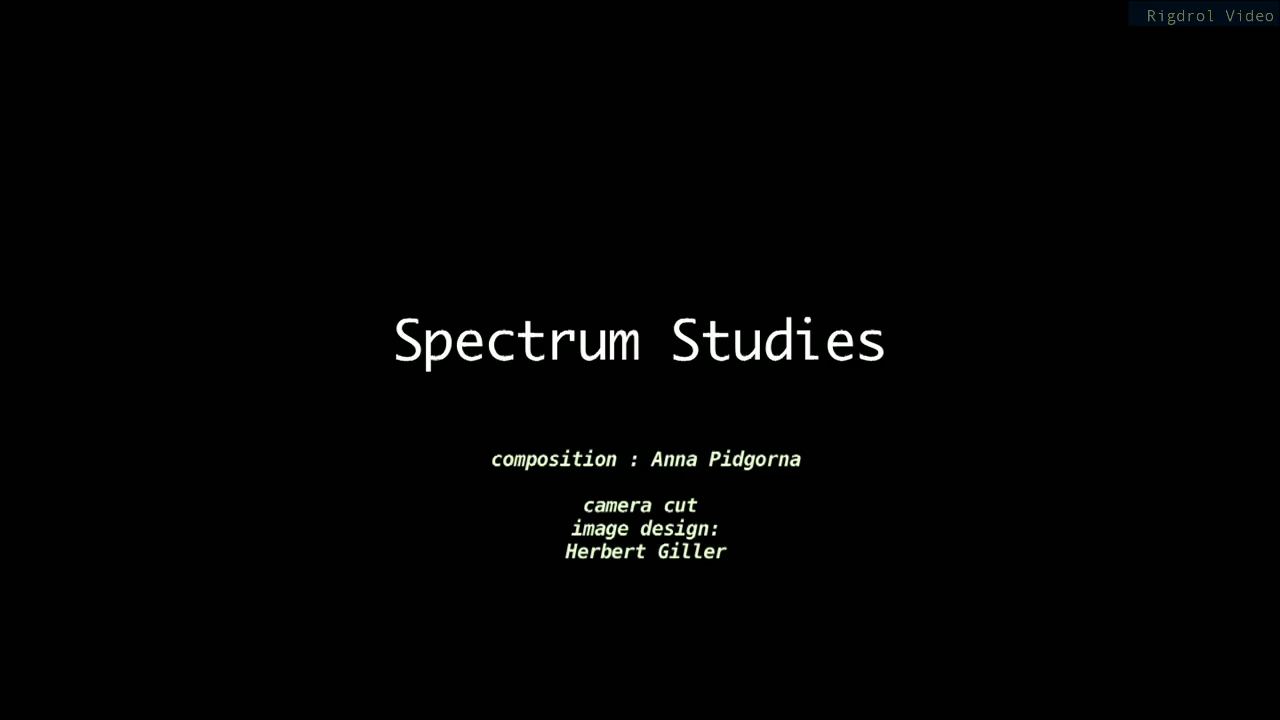 Rigdrol Video
Spectrum Studies
composition : Anna Pidgorna
camera cut
image design:
Herbert Giller